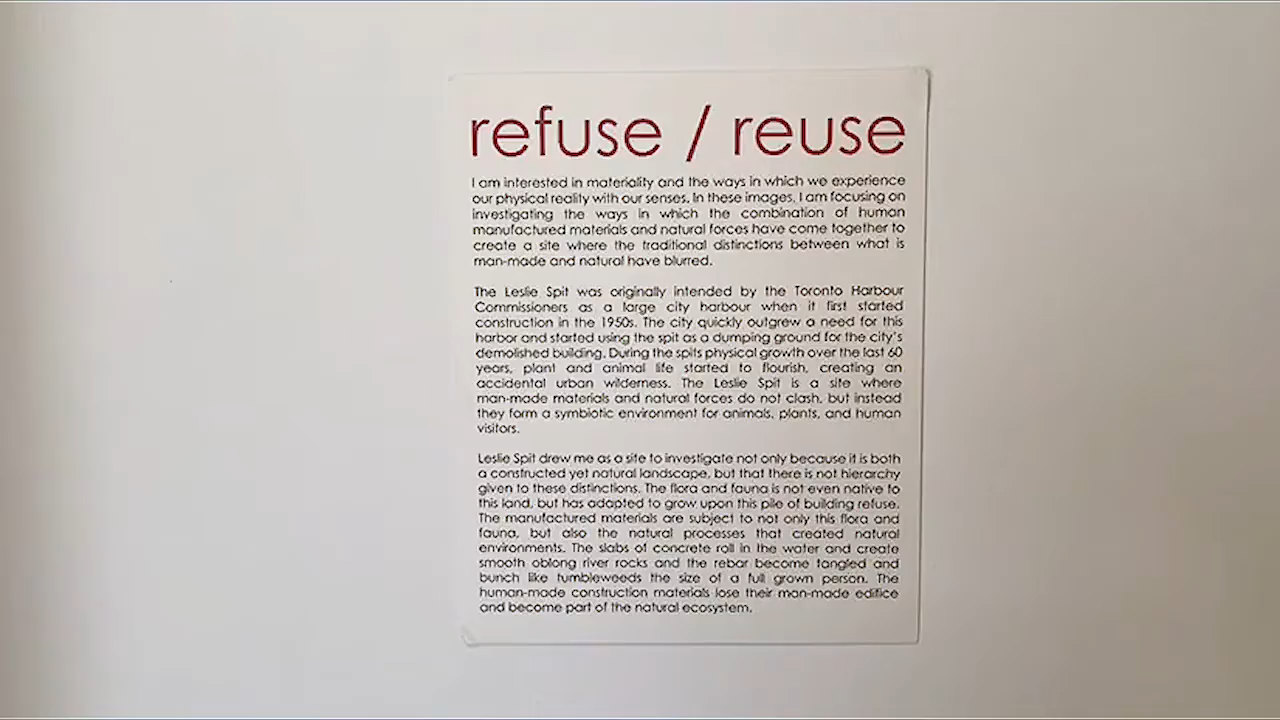 refuse / reuse
I am interested in materiality and the ways in which we experience
our physical reality with our senses. In these images, I am focusing on
investigating the ways in which the combination of human
manufactured materials and natural forces have come together to
create a site where the traditional distinctions between what is
man-made and natural have blurred.
The Leslie Spit was originally intended by the Toronto Harbour
Commissioners as a large city harbour when it first started
construction in the 1950s. The city quickly outgrew a need for this
harbor and started using the spit as a dumping ground for the city's
demolished building. During the spits physical growth over the last 60
years, plant and animal life started to flourish, creating an
accidental urban wilderness. The Leslie Spit is a site where
man-made materials and natural forces do not clash, but instead
they form a symbiotic environment for animals, plants, and human
visitors.
Leslie Spit drew me as a site to investigate not only because it is both
a constructed yet natural landscape, but that there is not hierarchy
given to these distinctions. The flora and fauna is not even native to
this land, but has adapted to grow upon this pile of building refuse.
The manufactured materials are subject to not only this flora and
fauna, but also the natural processes that created natural
environments. The slabs of concrete roll in the water and create
smooth oblong river rocks and the rebar become tangled and
bunch like tumbleweeds the size of a full grown person. The
human-made construction materials lose their man-made edifice
and become part of the natural ecosystem.